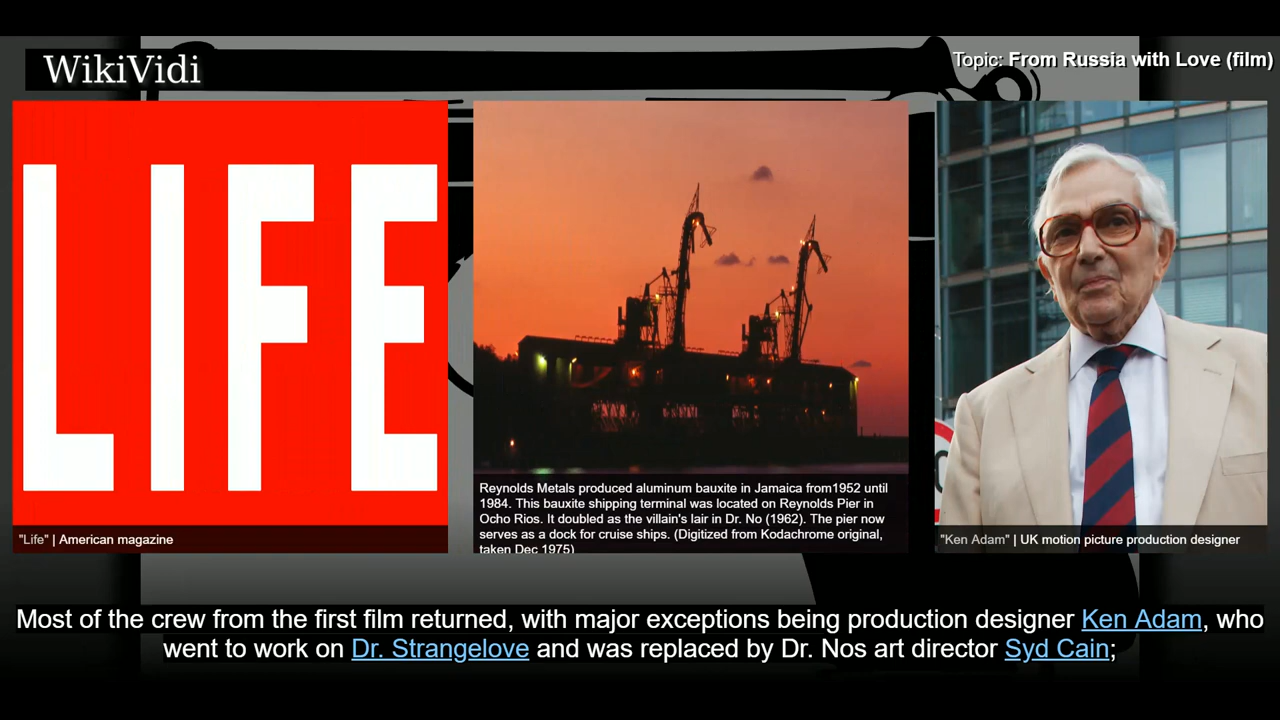 WikiVidi
Topic: From Russia with Love (film)
LIFE
"Life" | American magazine
Reynolds Metals produced aluminum bauxite in Jamaica from1952 until
1984. This bauxite shipping terminal was located on Reynolds Pier in
Ocho Rios. It doubled as the villain's lair in Dr. No (1962). The pier now
serves as a dock for cruise ships. (Digitized from Kodachrome original,
taken Dec 1975)
"Ken Adam" | UK motion picture production designer
Most of the crew from the first film returned, with major exceptions being production designer Ken Adam, who
went to work on Dr. Strangelove and was replaced by Dr. Nos art director Syd Cain;